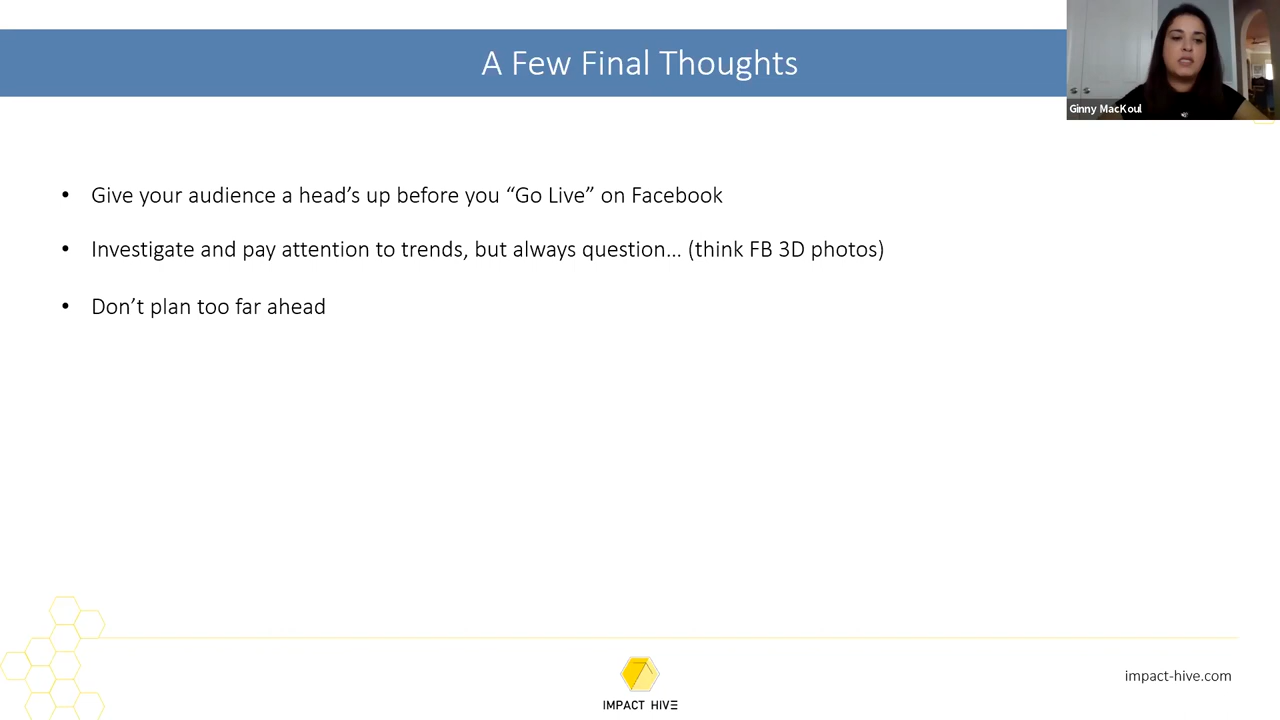 A Few Final Thoughts
Ginny MacKoul
• Give your audience a head’s up before you “Go Live” on Facebook
• Investigate and pay attention to trends, but always question... (think FB 3D photos)
• Don’t plan too far ahead
IMPACT HIVE
impact-hive.com